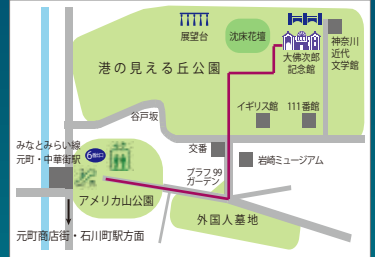 展望台
沈床花壇
大佛次郎
記念館
神奈川
近代
文学館
港の見える丘公園
イギリス館
111番館
谷戸坂
みなとみらい線
元町・中華街駅
6番出口
交番
岩崎ミュージアム
ブラフ99
ガーデン
アメリカ山公園
外国人墓地
元町商店街・石川町駅方面